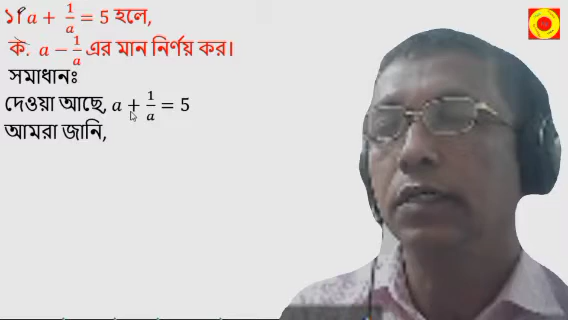 ১। a + 1/a = 5 হলে,
ক. a − 1/a এর মান নির্ণয় কর।
সমাধানঃ
দেওয়া আছে, a + 1/a = 5
আমরা জানি,